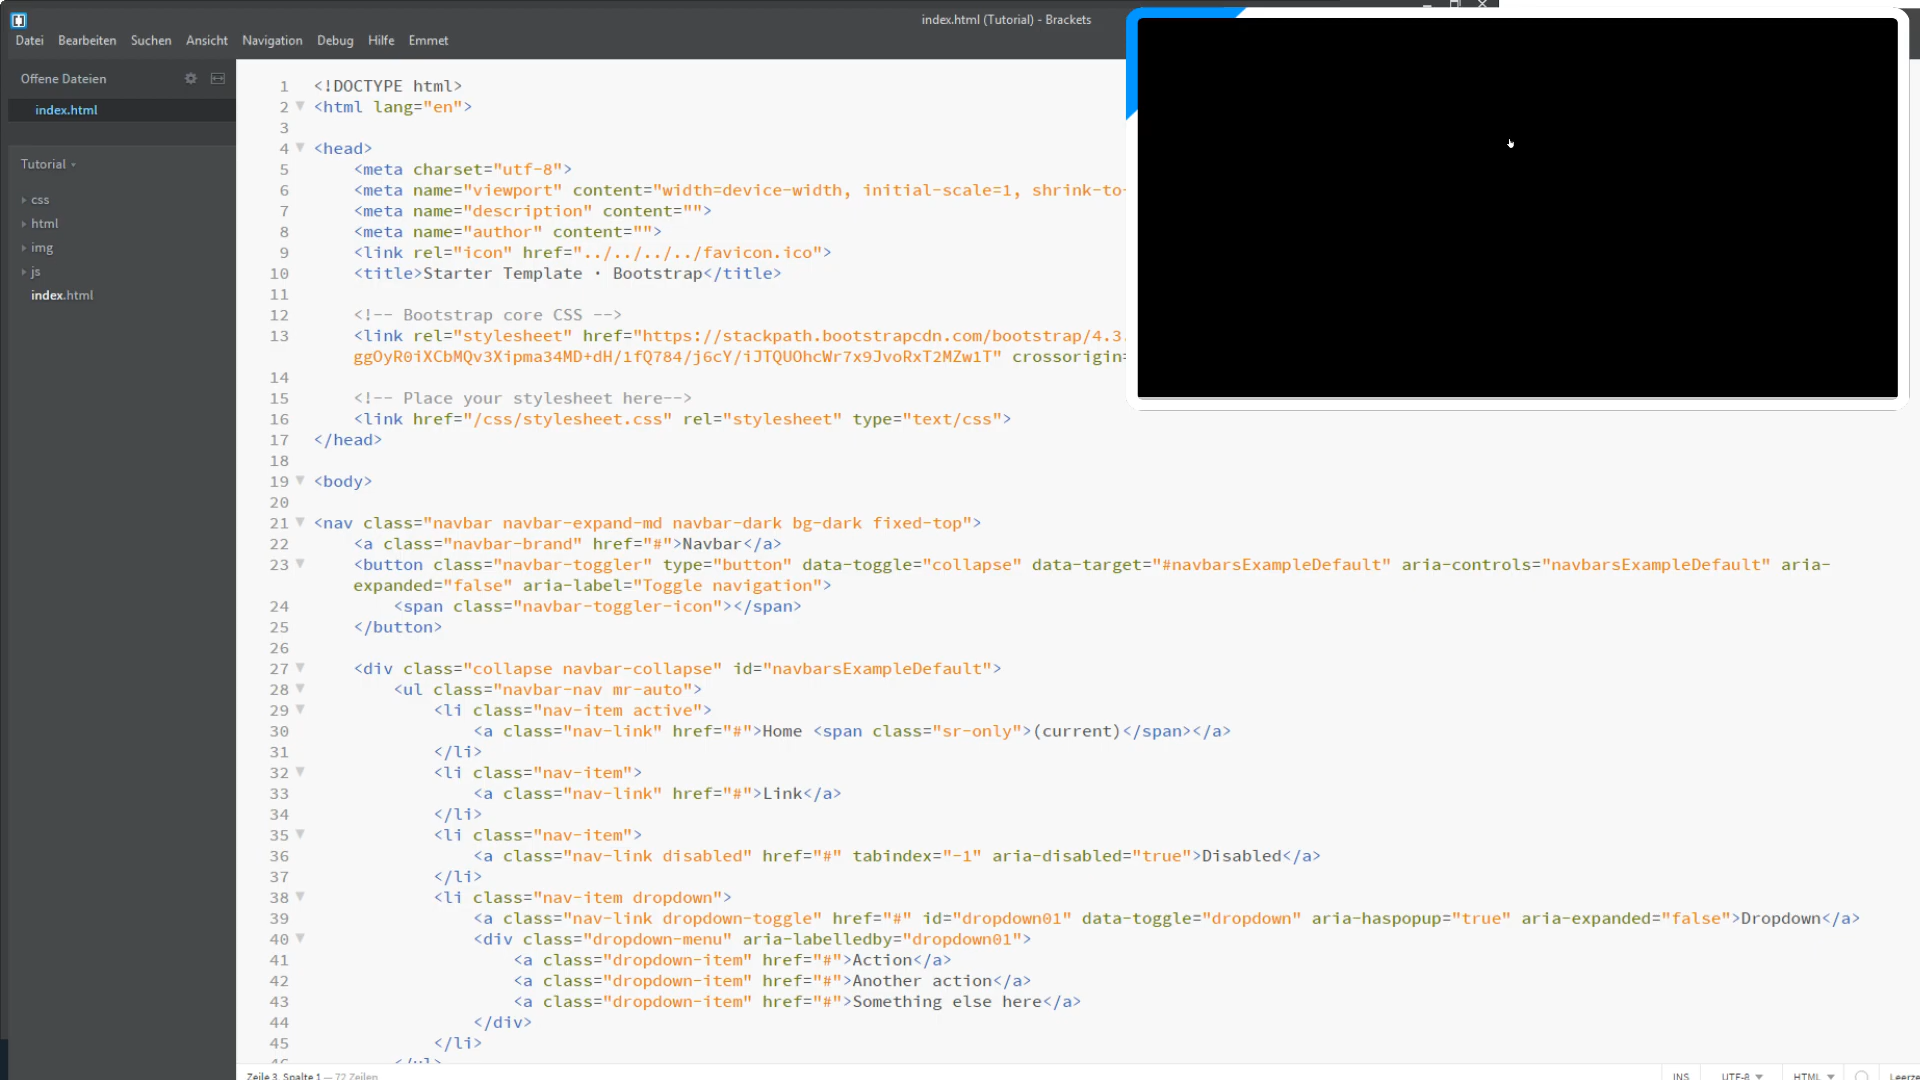 index.html (Tutorial) - Brackets
Datei Bearbeiten Suchen Ansicht Navigation Debug Hilfe Emmet
Offene Dateien
index.html
Tutorial
css
html
img
js
index.html
1 <!DOCTYPE html>
2 <html lang="en">
3
4 <head>
5 <meta charset="utf-8">
6 <meta name="viewport" content="width=device-width, initial-scale=1, shrink-to-
7 <meta name="description" content="">
8 <meta name="author" content="">
9 <link rel="icon" href="../../../../favicon.ico">
10 <title>Starter Template · Bootstrap</title>
11
12 <!-- Bootstrap core CSS -->
13 <link rel="stylesheet" href="https://stackpath.bootstrapcdn.com/bootstrap/4.3.
ggOyR0iXCbMQv3Xipma34MD+dH/1fQ784/j6cY/iJTQUOhcWr7x9JvoRxT2MZw1T" crossorigin=
14
15 <!-- Place your stylesheet here-->
16 <link href="/css/stylesheet.css" rel="stylesheet" type="text/css">
17 </head>
18
19 <body>
20
21 <nav class="navbar navbar-expand-md navbar-dark bg-dark fixed-top">
22 <a class="navbar-brand" href="#">Navbar</a>
23 <button class="navbar-toggler" type="button" data-toggle="collapse" data-target="#navbarsExampleDefault" aria-controls="navbarsExampleDefault" aria-
expanded="false" aria-label="Toggle navigation">
24 <span class="navbar-toggler-icon"></span>
25 </button>
26
27 <div class="collapse navbar-collapse" id="navbarsExampleDefault">
28 <ul class="navbar-nav mr-auto">
29 <li class="nav-item active">
30 <a class="nav-link" href="#">Home <span class="sr-only">(current)</span></a>
31 </li>
32 <li class="nav-item">
33 <a class="nav-link" href="#">Link</a>
34 </li>
35 <li class="nav-item">
36 <a class="nav-link disabled" href="#" tabindex="-1" aria-disabled="true">Disabled</a>
37 </li>
38 <li class="nav-item dropdown">
39 <a class="nav-link dropdown-toggle" href="#" id="dropdown01" data-toggle="dropdown" aria-haspopup="true" aria-expanded="false">Dropdown</a>
40 <div class="dropdown-menu" aria-labelledby="dropdown01">
41 <a class="dropdown-item" href="#">Action</a>
42 <a class="dropdown-item" href="#">Another action</a>
43 <a class="dropdown-item" href="#">Something else here</a>
44 </div>
45 </li>
46 </ul>
Zeile 3, Spalte 1 — 72 Zeilen INS UTF-8 HTML Leerze